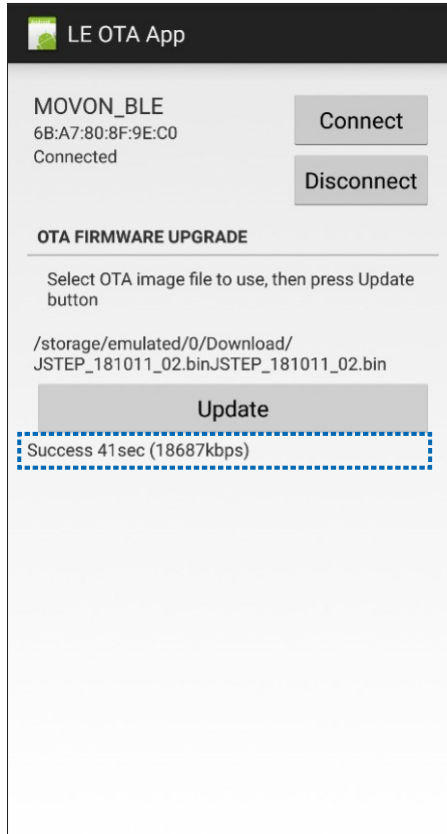 LE OTA App
MOVON_BLE
6B:A7:80:8F:9E:C0
Connected
Connect
Disconnect
OTA FIRMWARE UPGRADE
Select OTA image file to use, then press Update
button
/storage/emulated/0/Download/
JSTEP_181011_02.binJSTEP_181011_02.bin
Update
Success 41sec (18687kbps)